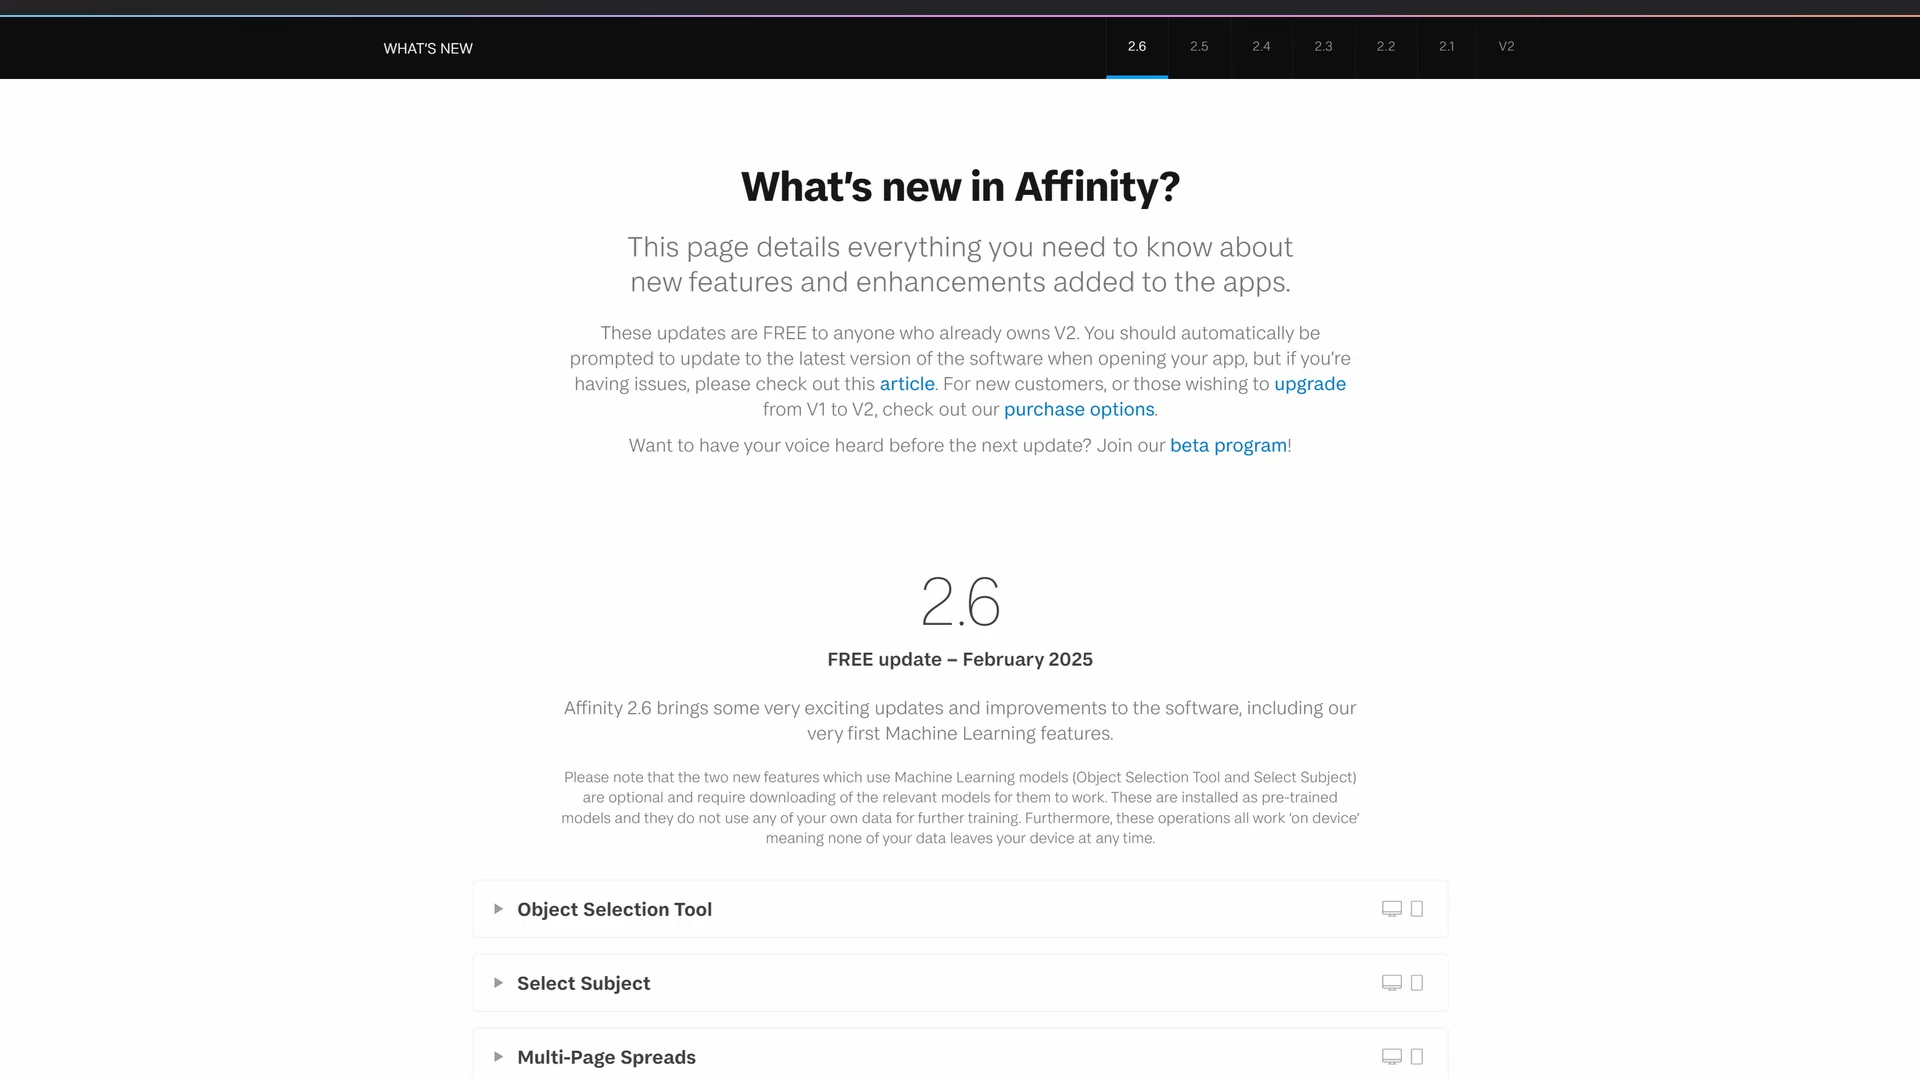 WHAT'S NEW
2.6
2.5
2.4
2.3
2.2
2.1
V2
What's new in Affinity?
This page details everything you need to know about
new features and enhancements added to the apps.
These updates are FREE to anyone who already owns V2. You should automatically be
prompted to update to the latest version of the software when opening your app, but if you're
having issues, please check out this article. For new customers, or those wishing to upgrade
from V1 to V2, check out our purchase options.
Want to have your voice heard before the next update? Join our beta program!
2.6
FREE update – February 2025
Affinity 2.6 brings some very exciting updates and improvements to the software, including our
very first Machine Learning features.
Please note that the two new features which use Machine Learning models (Object Selection Tool and Select Subject)
are optional and require downloading of the relevant models for them to work. These are installed as pre-trained
models and they do not use any of your own data for further training. Furthermore, these operations all work 'on device'
meaning none of your data leaves your device at any time.
Object Selection Tool
Select Subject
Multi-Page Spreads